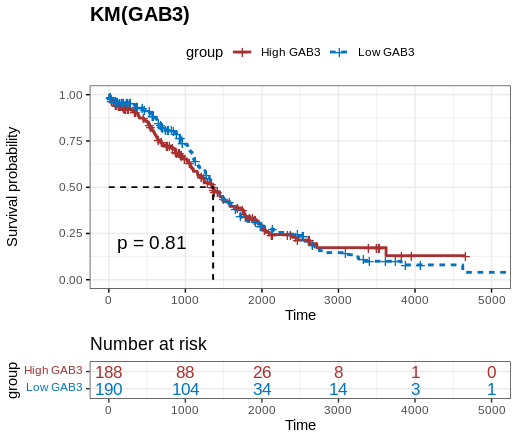 KM(GAB3)
group High GAB3 Low GAB3
Survival probability
1.00
0.75
0.50
0.25
0.00
p = 0.81
0 1000 2000 3000 4000 5000
Time
Number at risk
group
High GAB3 188 88 26 8 1 0
Low GAB3 190 104 34 14 3 1
0 1000 2000 3000 4000 5000
Time